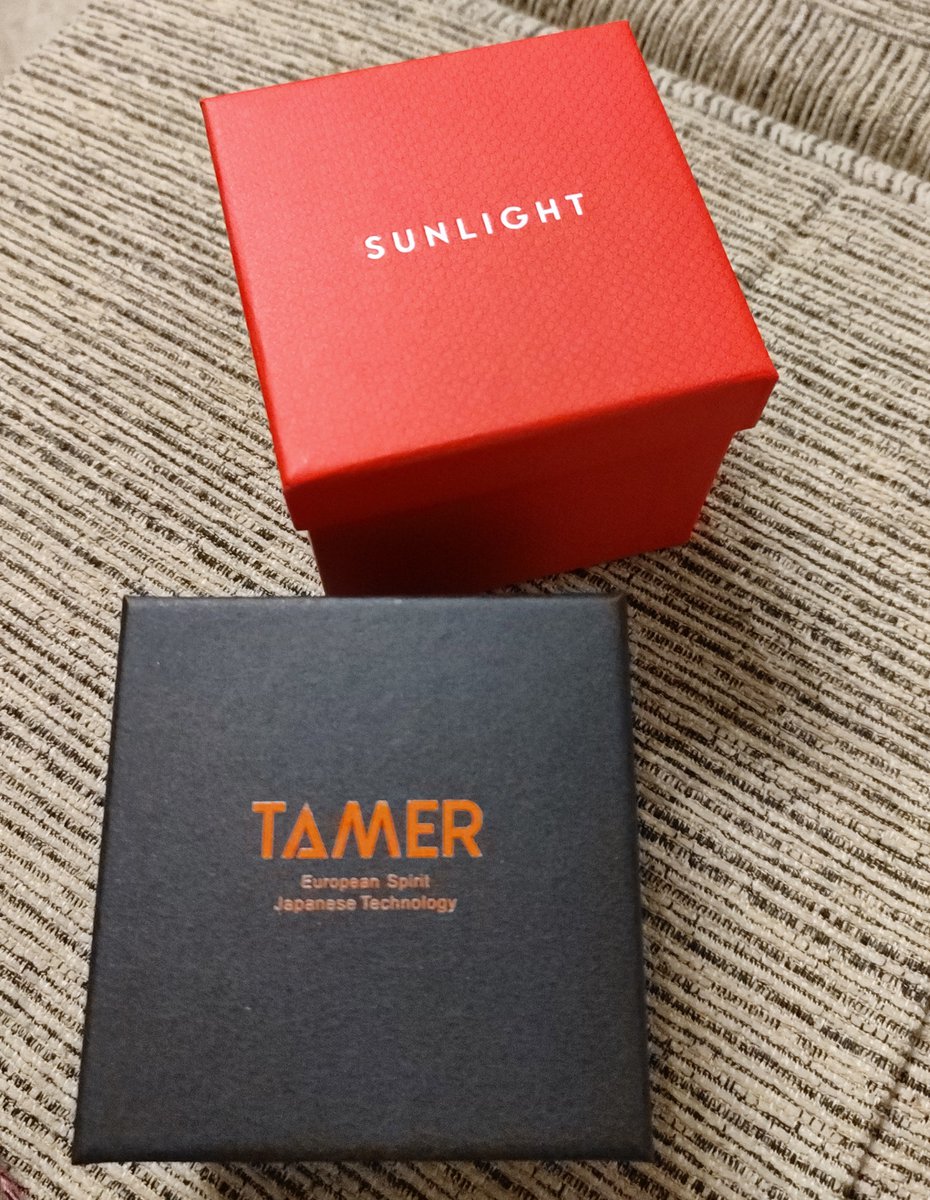 SUNLIGHT
TAMER
European Spirit
Japanese Technology